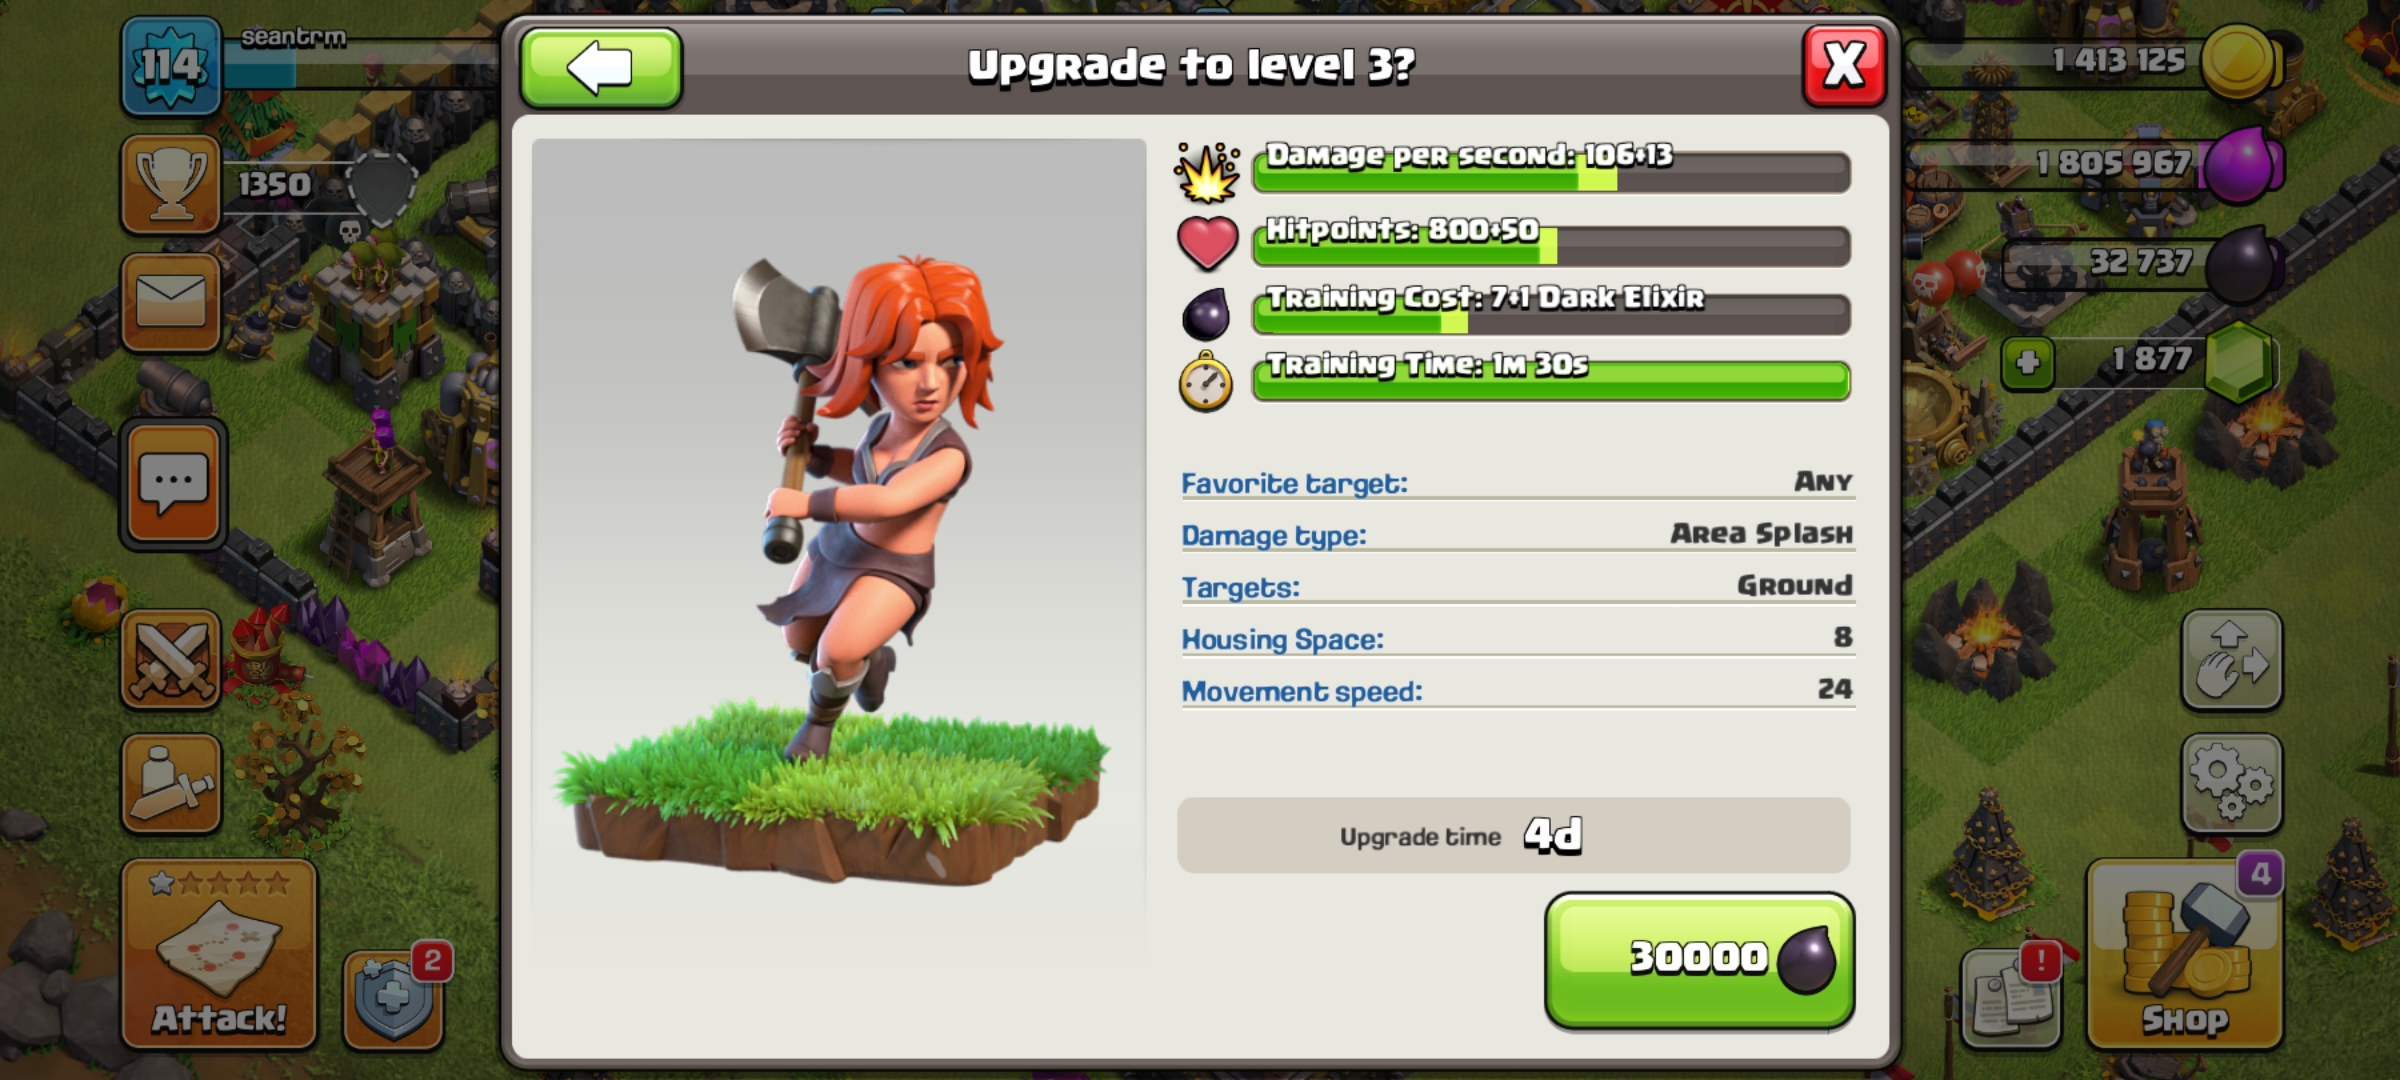 114
seantrm
Upgrade to level 3?
X
1 413 125
1350
Damage per second: 106+13
1 805 967
Hitpoints: 800+50
32 737
Training Cost: 7+1 Dark Elixir
Training Time: 1m 30s
1 877
Favorite target: Any
Damage type: Area Splash
Targets: Ground
Housing Space: 8
Movement speed: 24
Upgrade time 4d
4
30000
2
!
Attack!
Shop